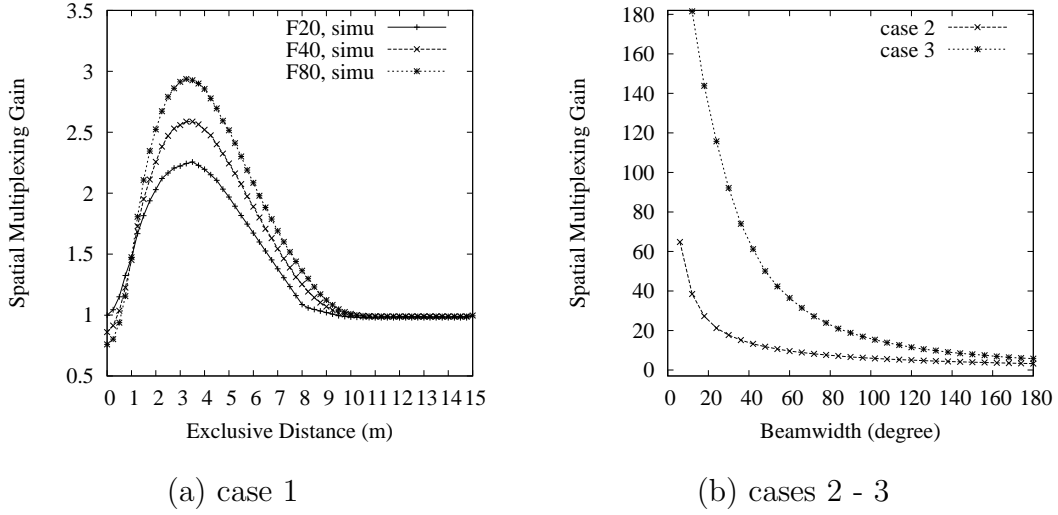 3.5
3
2.5
2
1.5
1
0.5
Spatial Multiplexing Gain
F20, simu
F40, simu
F80, simu
0 1 2 3 4 5 6 7 8 9 10 11 12 13 14 15
Exclusive Distance (m)
(a) case 1
180
160
140
120
100
80
60
40
20
0
Spatial Multiplexing Gain
case 2
case 3
0 20 40 60 80 100 120 140 160 180
Beamwidth (degree)
(b) cases 2 - 3